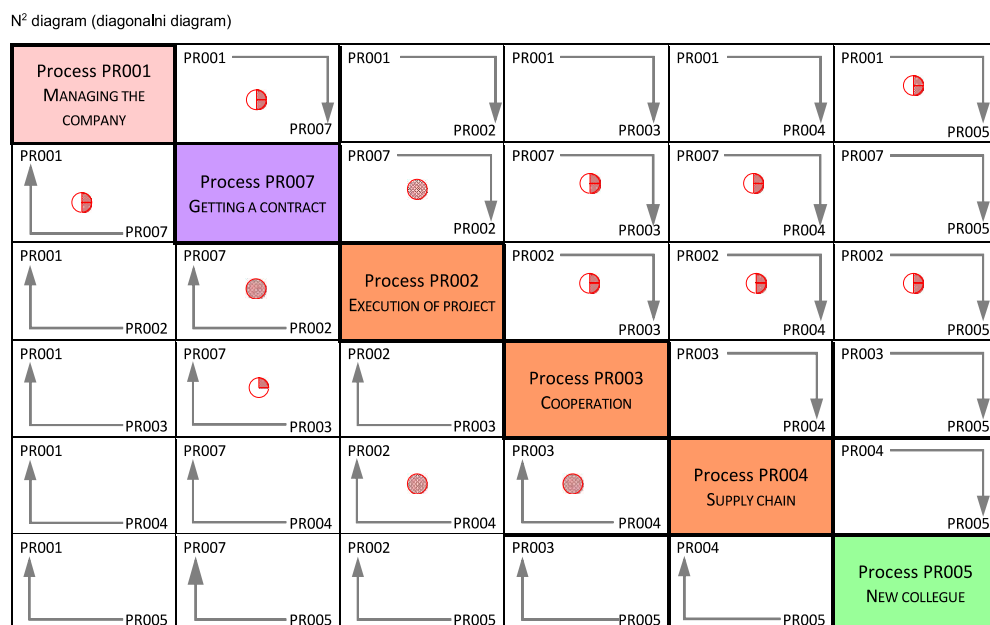 N² diagram (diagonalni diagram)
Process PR001
MANAGING THE
COMPANY
PR001
PR007
PR001
PR002
PR001
PR003
PR001
PR004
PR001
PR005
PR001
PR007
Process PR007
GETTING A CONTRACT
PR007
PR002
PR007
PR003
PR007
PR004
PR007
PR005
PR001
PR002
PR007
PR002
Process PR002
EXECUTION OF PROJECT
PR002
PR003
PR002
PR004
PR002
PR005
PR001
PR003
PR007
PR003
PR002
PR003
Process PR003
COOPERATION
PR003
PR004
PR003
PR005
PR001
PR004
PR007
PR004
PR002
PR004
PR003
PR004
Process PR004
SUPPLY CHAIN
PR004
PR005
PR001
PR005
PR007
PR005
PR002
PR005
PR003
PR005
PR004
PR005
Process PR005
NEW COLLEGUE